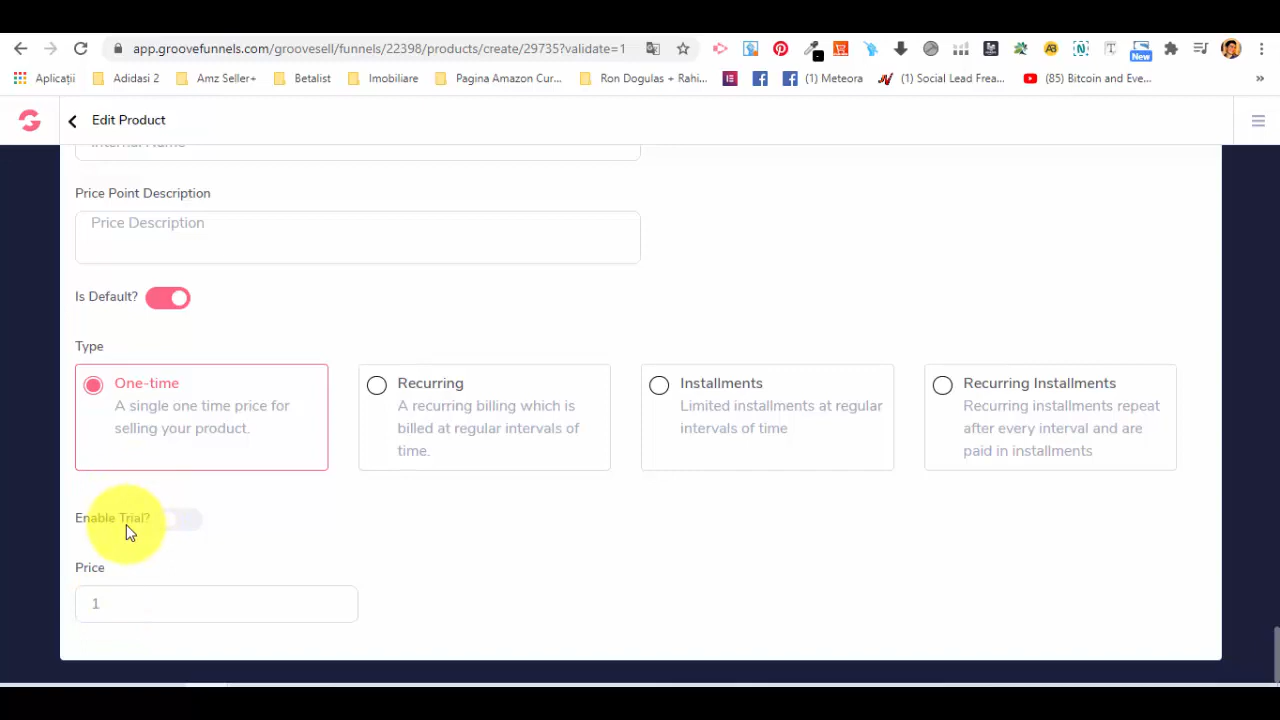 app.groovefunnels.com/groovesell/funnels/22398/products/create/29735?validate=1
New
Aplicații
Adidasi 2
Amz Seller+
Betalist
Imobiliare
Pagina Amazon Cur...
Ron Dogulas + Rahi...
(1) Meteora
(1) Social Lead Frea...
(85) Bitcoin and Eve...
»
Edit Product
Internal Name
Price Point Description
Price Description
Is Default?
Type
One-time
A single one time price for
selling your product.
Recurring
A recurring billing which is
billed at regular intervals of
time.
Installments
Limited installments at regular
intervals of time
Recurring Installments
Recurring installments repeat
after every interval and are
paid in installments
Enable Trial?
Price
1